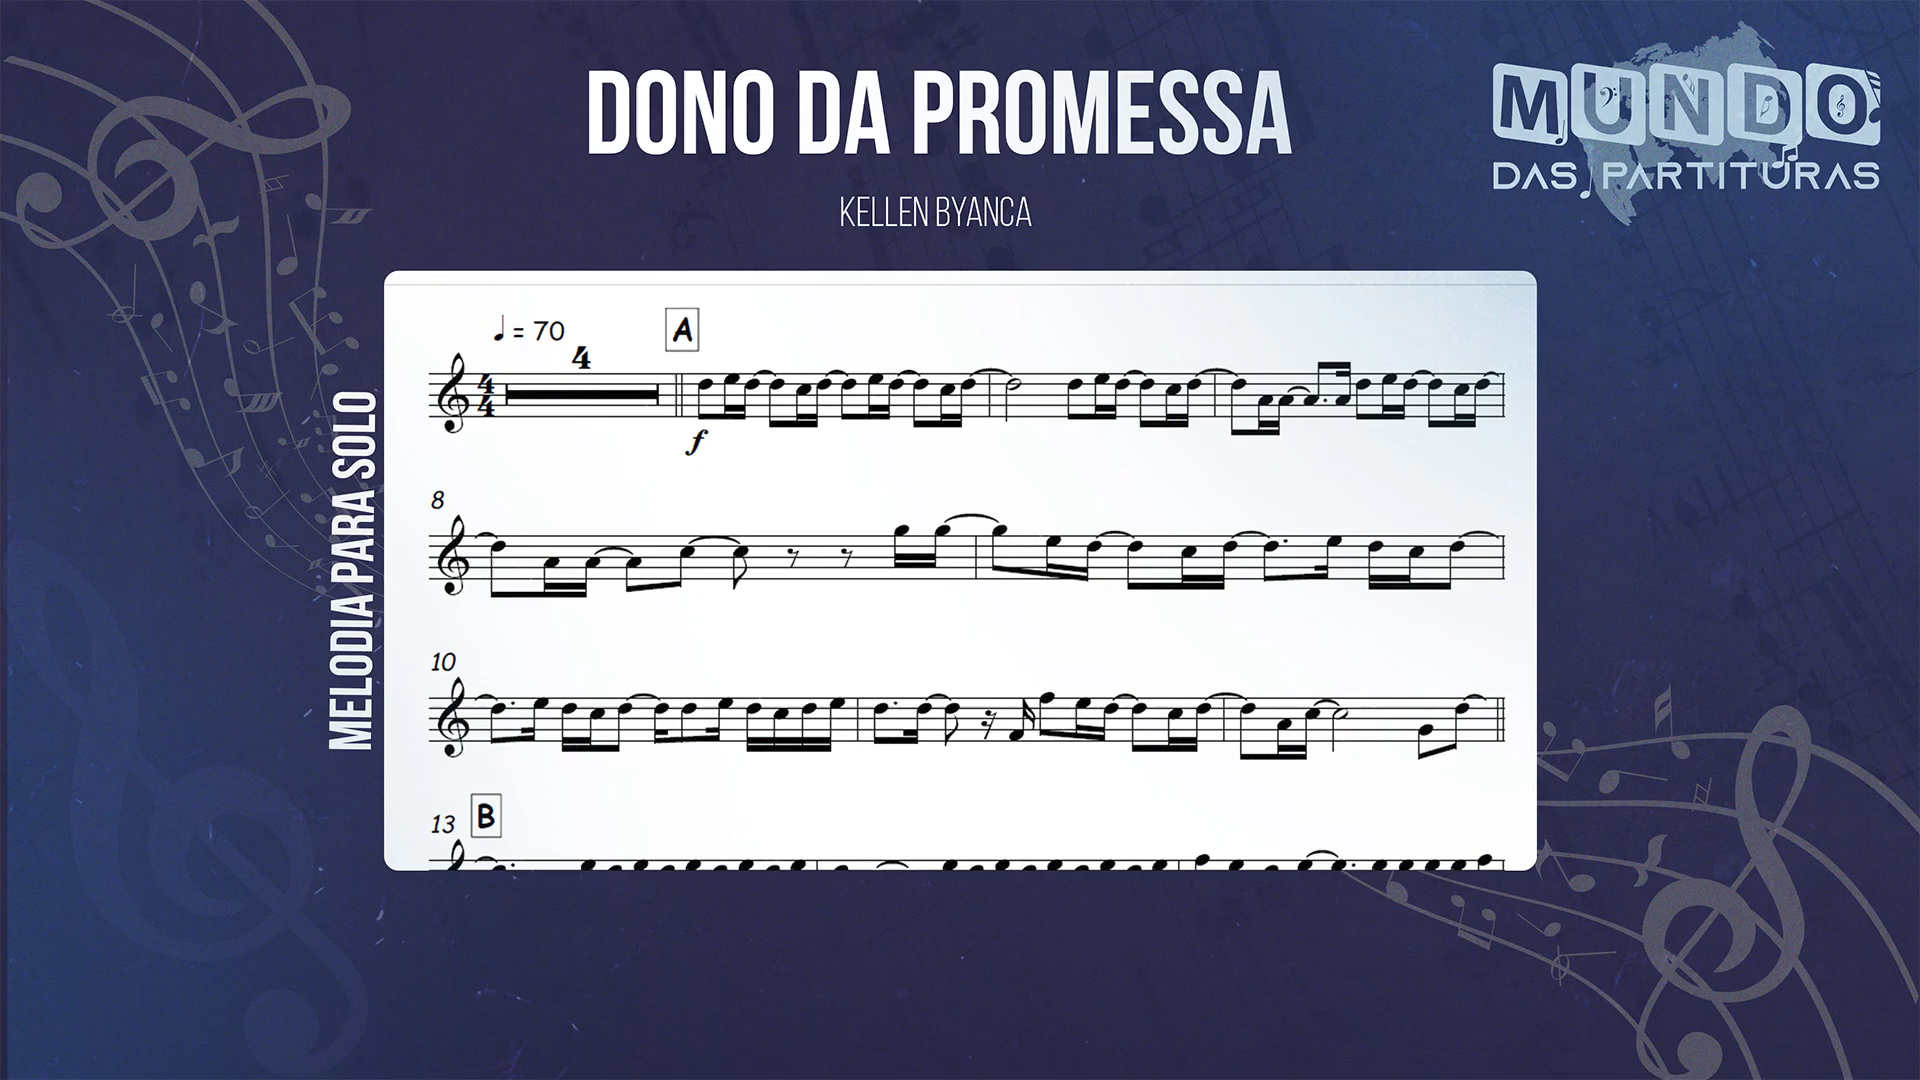 DONO DA PROMESSA
KELLEN BYANCA
MUNDO
DAS PARTITURAS
MELODIA PARA SOLO
♩ = 70
4
A
4
4
f
8
10
13
B